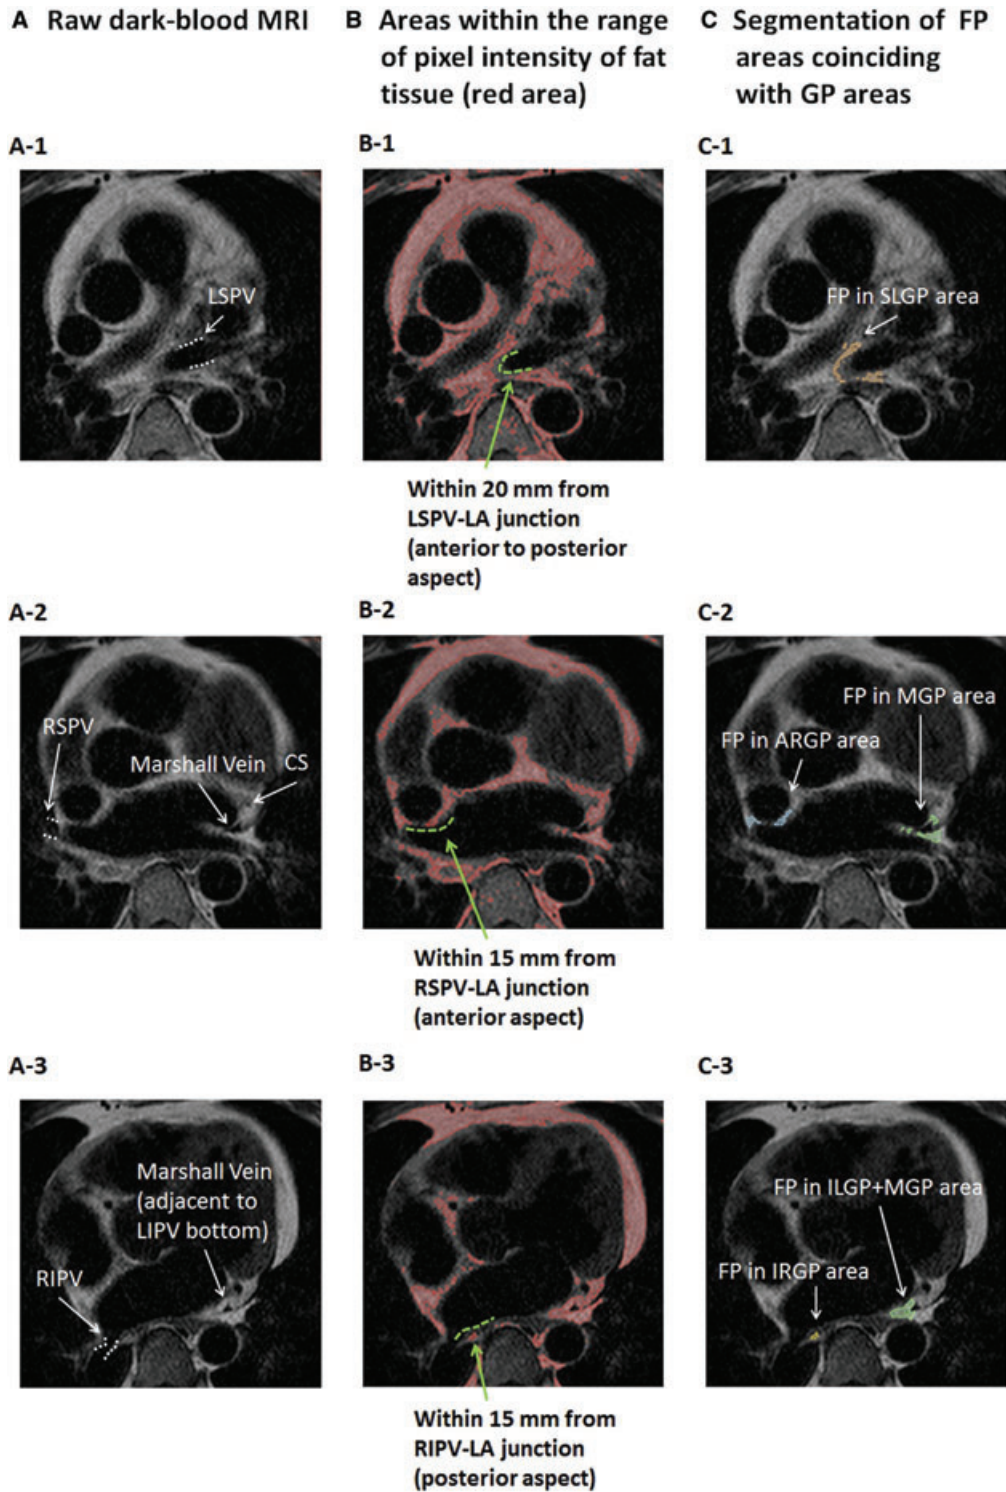 A Raw dark-blood MRI
B Areas within the range
of pixel intensity of fat
tissue (red area)
C Segmentation of FP
areas coinciding
with GP areas
A-1
B-1
C-1
LSPV
FP in SLGP area
Within 20 mm from
LSPV-LA junction
(anterior to posterior
aspect)
A-2
B-2
C-2
RSPV
Marshall Vein
CS
FP in MGP area
FP in ARGP area
Within 15 mm from
RSPV-LA junction
(anterior aspect)
A-3
B-3
C-3
Marshall Vein
(adjacent to
LIPV bottom)
RIPV
FP in ILGP+MGP area
FP in IRGP area
Within 15 mm from
RIPV-LA junction
(posterior aspect)